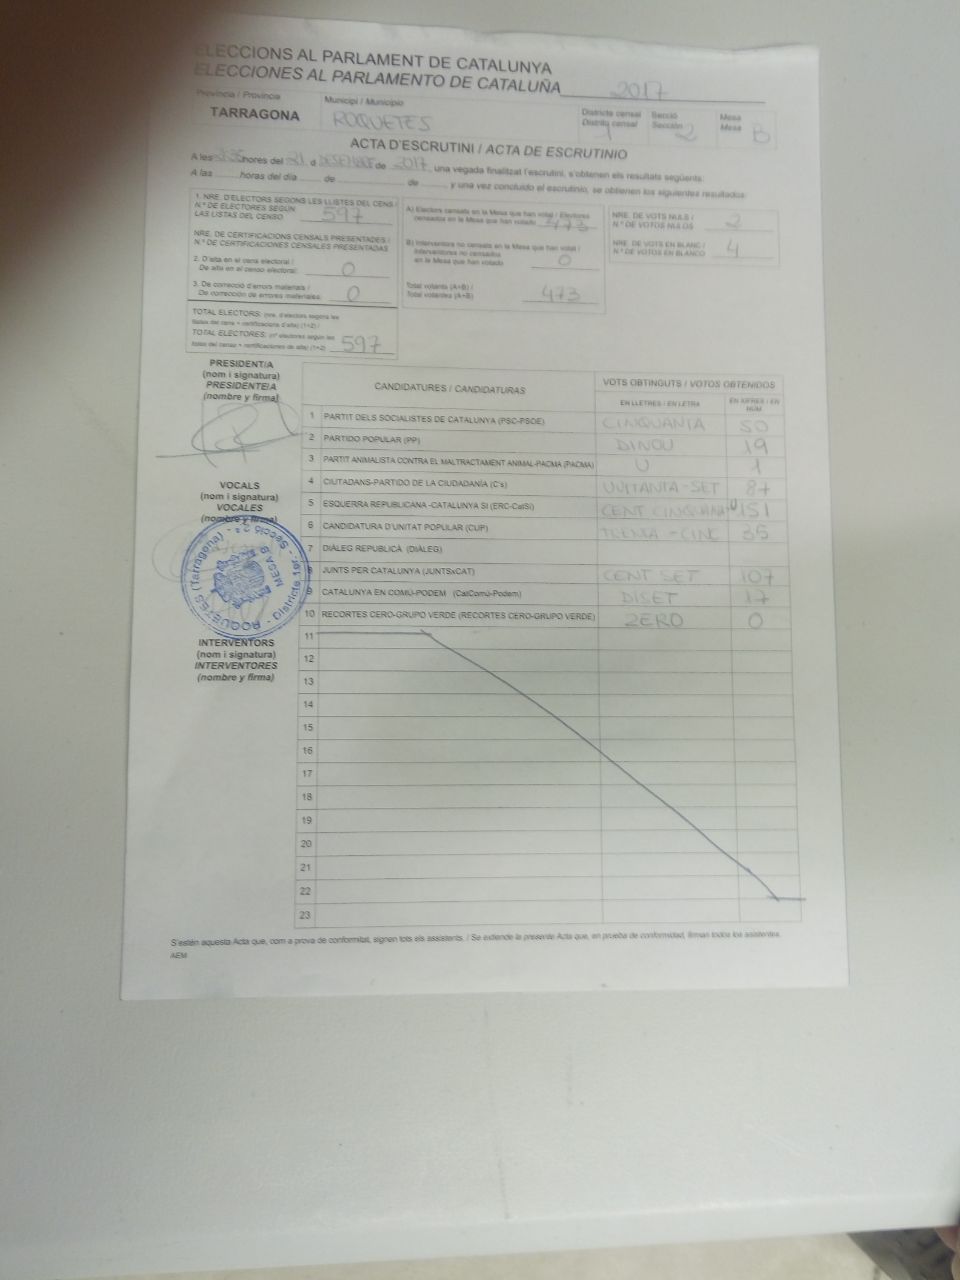 ELECCIONS AL PARLAMENT DE CATALUNYA
ELECCIONES AL PARLAMENTO DE CATALUÑA 2017
Província / Provincia
TARRAGONA
Municipi / Municipio
ROQUETES
Districte censal
Distrito censal 1
Secció
Sección 2
Mesa
Mesa B
ACTA D'ESCRUTINI / ACTA DE ESCRUTINIO
A les hores del 21 d DESEMBRE de 2017, una vegada finalitzat l'escrutini, s'obtenen els resultats següents:
A las ........ horas del día ....... de ................ de ........, y una vez concluido el escrutinio, se obtienen los siguientes resultados:
1. NRE. D'ELECTORS SEGONS LES LLISTES DEL CENS /
N.º DE ELECTORES SEGÚN
LAS LISTAS DEL CENSO 597
NRE. DE CERTIFICACIONS CENSALS PRESENTADES /
N.º DE CERTIFICACIONES CENSALES PRESENTADAS
2. D'alta en el cens electoral /
De alta en el censo electoral: 0
3. De correcció d'errors materials /
De corrección de errores materiales: 0
TOTAL ELECTORS: (nre. d'electors segons les
llistes del cens + certificacions d'alta) (1+2) /
TOTAL ELECTORES: (nº electores según las
listas del censo + certificaciones de alta) (1+2) 597
A) Electors censats en la Mesa que han votat / Electores
censados en la Mesa que han votado 473
B) Interventors no censats en la Mesa que han votat /
Interventores no censados
en la Mesa que han votado 0
Total votants (A+B) /
Total votantes (A+B) 473
NRE. DE VOTS NULS /
N.º DE VOTOS NULOS 2
NRE. DE VOTS EN BLANC /
N.º DE VOTOS EN BLANCO 4
PRESIDENT/A
(nom i signatura)
PRESIDENTE/A
(nombre y firma)
VOCALS
(nom i signatura)
VOCALES
(nombre y firma)
ROQUETES (Tarragona) - Districte 1er. - Secció 2a -
MESA B
INTERVENTORS
(nom i signatura)
INTERVENTORES
(nombre y firma)
CANDIDATURES / CANDIDATURAS
VOTS OBTINGUTS / VOTOS OBTENIDOS
EN LLETRES / EN LETRA
EN XIFRES / EN NÚM.
1 PARTIT DELS SOCIALISTES DE CATALUNYA (PSC-PSOE) CINQUANTA 50
2 PARTIDO POPULAR (PP) DINOU 19
3 PARTIT ANIMALISTA CONTRA EL MALTRACTAMENT ANIMAL-PACMA (PACMA) U 1
4 CIUTADANS-PARTIDO DE LA CIUDADANÍA (C's) VUITANTA-SET 87
5 ESQUERRA REPUBLICANA-CATALUNYA SÍ (ERC-CatSí) CENT CINQUANTA U 151
6 CANDIDATURA D'UNITAT POPULAR (CUP) TRENTA-CINC 35
7 DIÀLEG REPUBLICÀ (DIÀLEG)
8 JUNTS PER CATALUNYA (JUNTSxCAT) CENT SET 107
9 CATALUNYA EN COMÚ-PODEM (CatComú-Podem) DISET 17
10 RECORTES CERO-GRUPO VERDE (RECORTES CERO-GRUPO VERDE) ZERO 0
11
12
13
14
15
16
17
18
19
20
21
22
23
S'estén aquesta Acta que, com a prova de conformitat, signen tots els assistents. / Se extiende la presente Acta que, en prueba de conformidad, firman todos los asistentes.
AEM